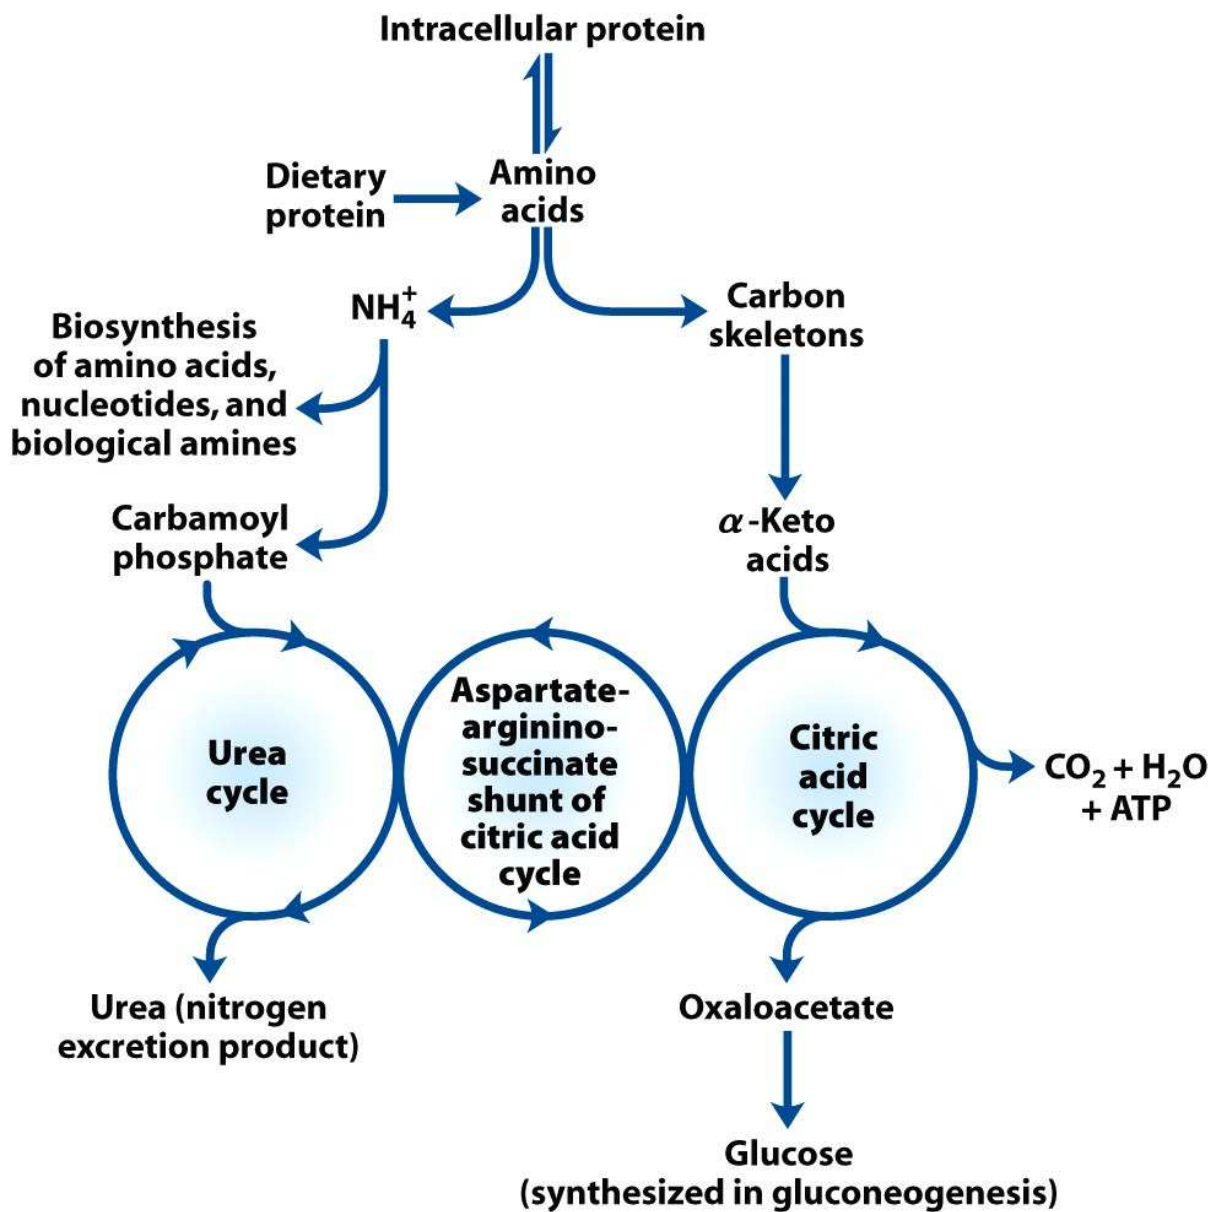 Intracellular protein
Dietary
protein
Amino
acids
NH₄⁺
Carbon
skeletons
Biosynthesis
of amino acids,
nucleotides, and
biological amines
Carbamoyl
phosphate
α-Keto
acids
Urea
cycle
Aspartate-
arginino-
succinate
shunt of
citric acid
cycle
Citric
acid
cycle
CO₂ + H₂O
+ ATP
Urea (nitrogen
excretion product)
Oxaloacetate
Glucose
(synthesized in gluconeogenesis)